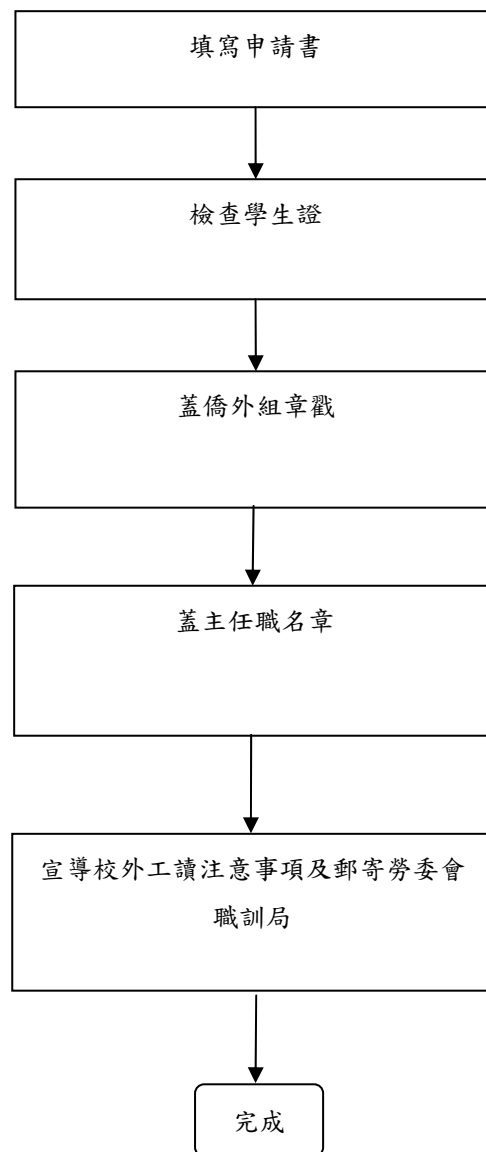 填寫申請書
檢查學生證
蓋僑外組章戳
蓋主任職名章
宣導校外工讀注意事項及郵寄勞委會
職訓局
完成